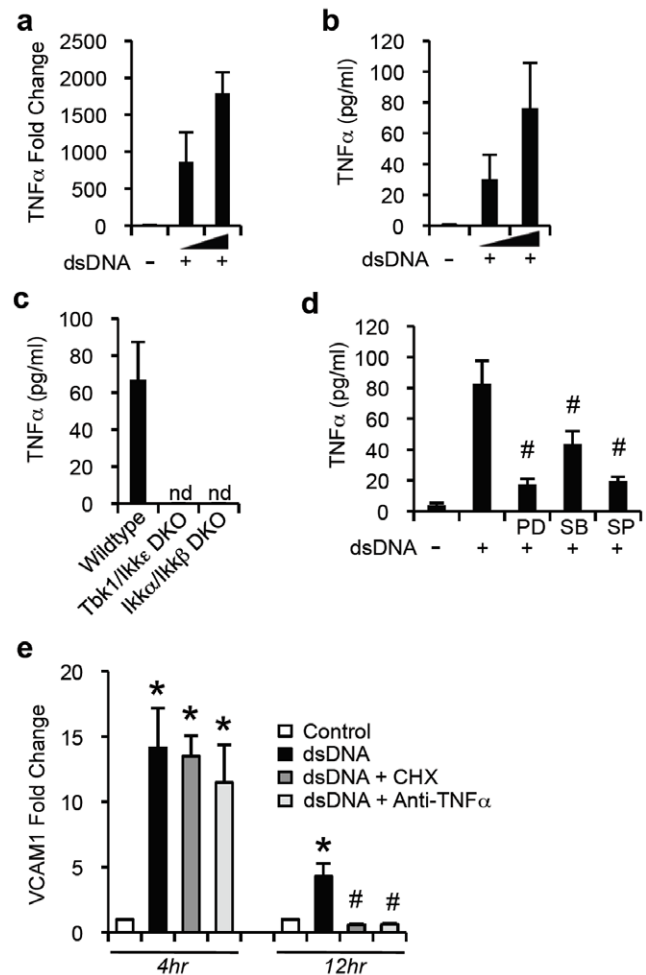 a
TNFα Fold Change
2500
2000
1500
1000
500
0
dsDNA - + +
b
TNFα (pg/ml)
120
100
80
60
40
20
0
dsDNA - + +
c
TNFα (pg/ml)
100
80
60
40
20
0
nd nd
Wildtype
Tbk1/Ikkε DKO
Ikkα/Ikkβ DKO
d
TNFα (pg/ml)
120
100
80
60
40
20
0
# # #
PD SB SP
dsDNA - + + + +
e
VCAM1 Fold Change
20
15
10
5
0
* * *
* # #
Control
dsDNA
dsDNA + CHX
dsDNA + Anti-TNFα
4hr 12hr